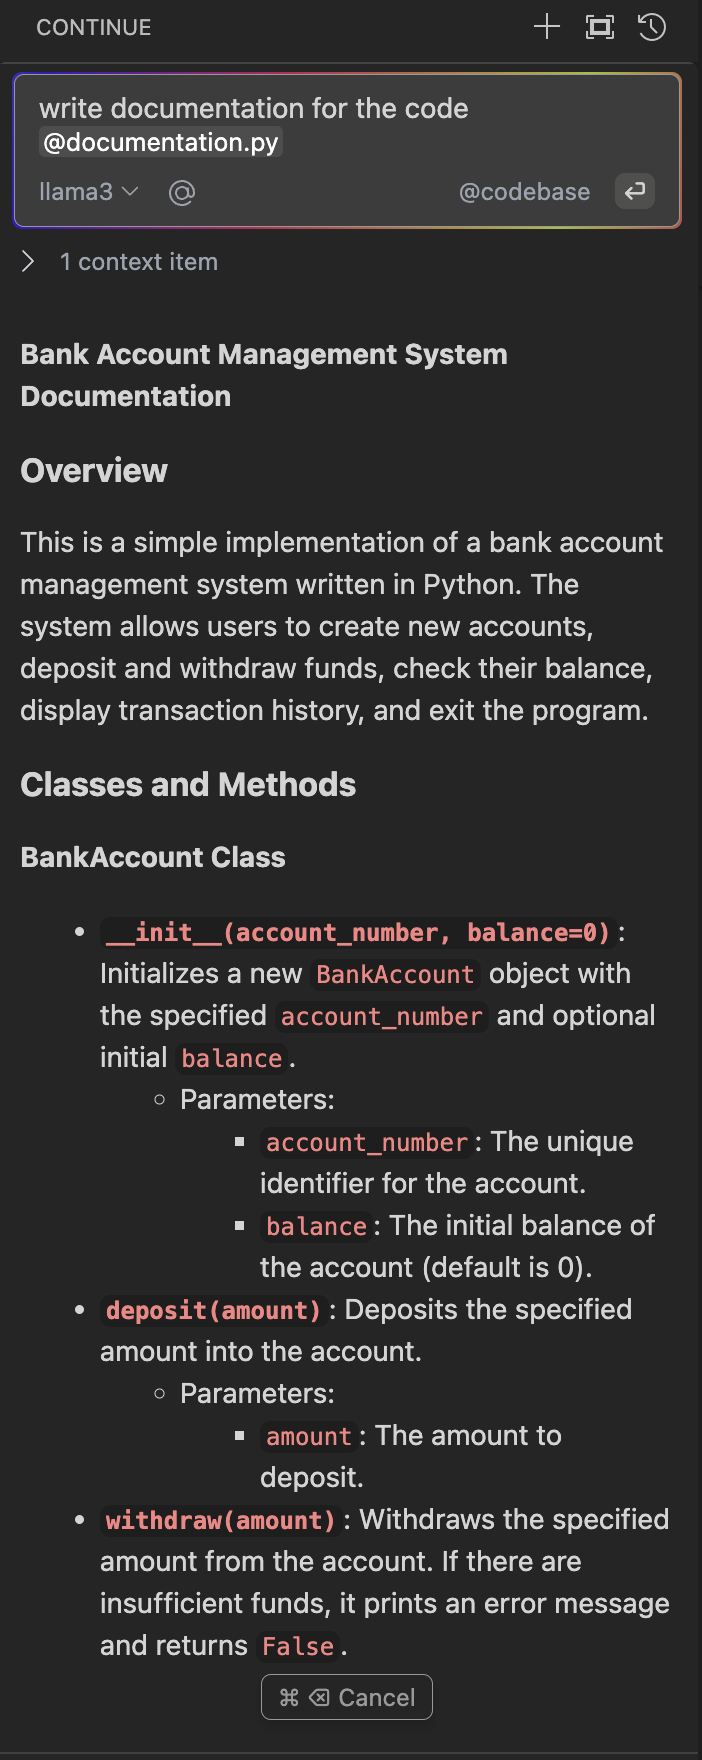 CONTINUE
write documentation for the code
@documentation.py
llama3 @codebase
1 context item
Bank Account Management System
Documentation
Overview
This is a simple implementation of a bank account
management system written in Python. The
system allows users to create new accounts,
deposit and withdraw funds, check their balance,
display transaction history, and exit the program.
Classes and Methods
BankAccount Class
• __init__(account_number, balance=0):
Initializes a new BankAccount object with
the specified account_number and optional
initial balance.
◦ Parameters:
▪ account_number: The unique
identifier for the account.
▪ balance: The initial balance of
the account (default is 0).
• deposit(amount): Deposits the specified
amount into the account.
◦ Parameters:
▪ amount: The amount to
deposit.
• withdraw(amount): Withdraws the specified
amount from the account. If there are
insufficient funds, it prints an error message
and returns False.
⌘ ⌫ Cancel